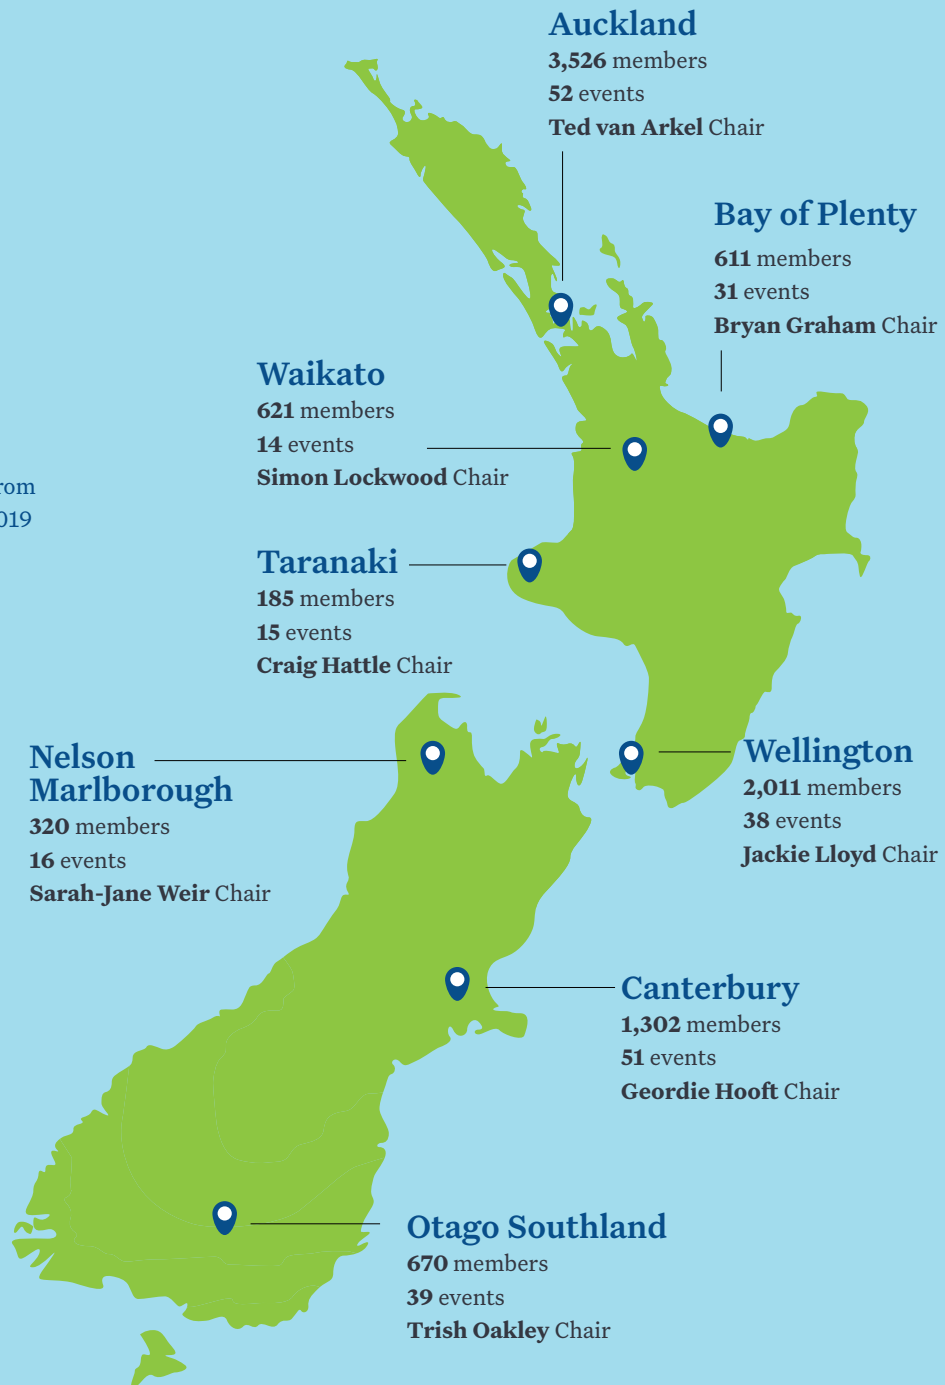 Auckland
3,526 members
52 events
Ted van Arkel Chair
Bay of Plenty
611 members
31 events
Bryan Graham Chair
Waikato
621 members
14 events
Simon Lockwood Chair
Taranaki
185 members
15 events
Craig Hattle Chair
Nelson
Marlborough
320 members
16 events
Sarah-Jane Weir Chair
Wellington
2,011 members
38 events
Jackie Lloyd Chair
Canterbury
1,302 members
51 events
Geordie Hooft Chair
Otago Southland
670 members
39 events
Trish Oakley Chair